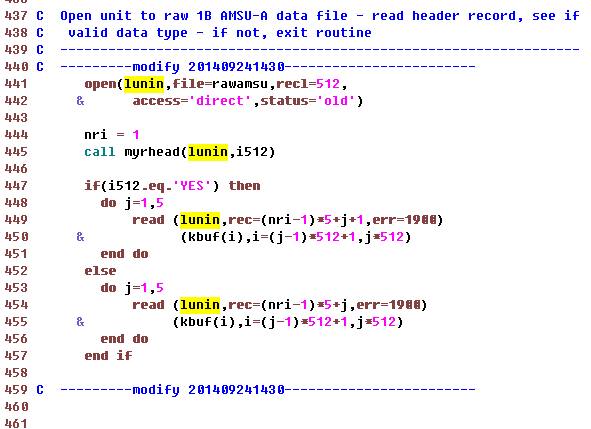 437 C  Open unit to raw 1B AMSU-A data file - read header record, see if
438 C   valid data type - if not, exit routine
439 C  -----------------------------------------------------------------
440 C  ---------modify 201409241430------------------------
441      open(lunin,file=rawamsu,recl=512,
442     &      access='direct',status='old')
443
444      nri = 1
445      call myrhead(lunin,i512)
446
447      if(i512.eq.'YES') then
448        do j=1,5
449            read (lunin,rec=(nri-1)*5+j+1,err=1900)
450     &            (kbuf(i),i=(j-1)*512+1,j*512)
451        end do
452      else
453        do j=1,5
454            read (lunin,rec=(nri-1)*5+j,err=1900)
455     &           (kbuf(i),i=(j-1)*512+1,j*512)
456        end do
457      end if
458
459 C  ---------modify 201409241430------------------------
460
461